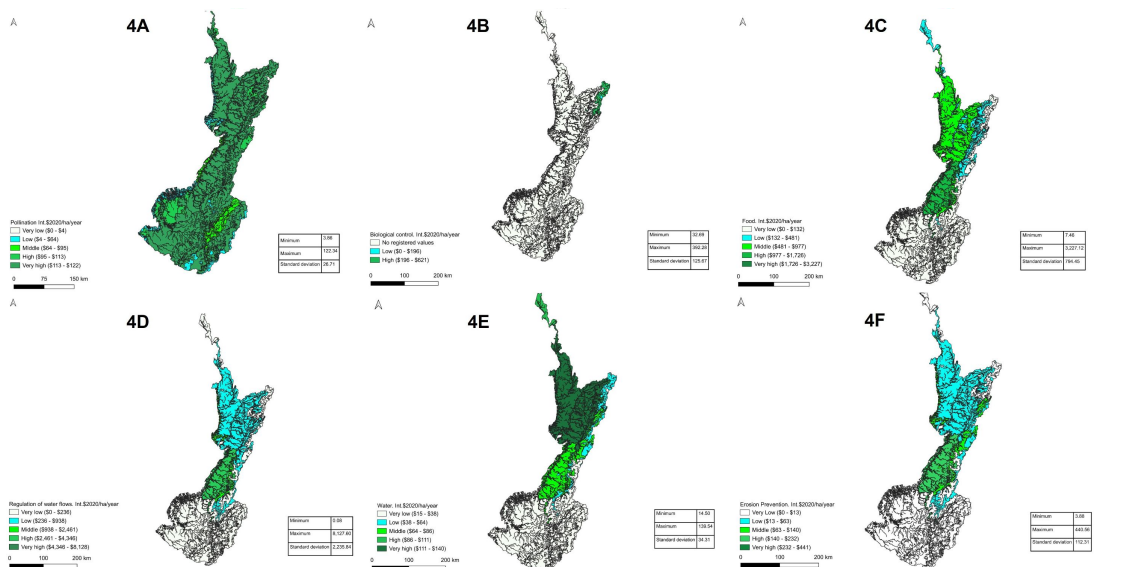 4A
Pollination Int.$2020/ha/year
Very low ($0 - $4)
Low ($4 - $64)
Middle ($64 - $95)
High ($95 - $113)
Very high ($113 - $122)
0 75 150 km
Minimum 3.86
Maximum 122.34
Standard deviation 26.71
4B
Biological control. Int.$2020/ha/year
No registered values
Low ($0 - $196)
High ($196 - $621)
0 100 200 km
Minimum 32.69
Maximum 392.28
Standard deviation 125.67
4C
Food. Int.$2020/ha/year
Very low ($0 - $132)
Low ($132 - $481)
Middle ($481 - $977)
High ($977 - $1,726)
Very high ($1,726 - $3,227)
0 100 200 km
Minimum 7.46
Maximum 3,227.12
Standard deviation 794.45
4D
Regulation of water flows. Int.$2020/ha/year
Very low ($0 - $236)
Low ($236 - $938)
Middle ($938 - $2,461)
High ($2,461 - $4,346)
Very high ($4,346 - $6,128)
0 100 200 km
Minimum 0.08
Maximum
Standard deviation 2,235.84
4E
Water. Int.$2020/ha/year
Very low ($15 - $38)
Low ($38 - $64)
Middle ($64 - $86)
High ($86 - $111)
Very high ($111 - $140)
0 100 200 km
Minimum 14.50
Maximum 139.54
Standard deviation 34.31
4F
Erosion Prevention. Int.$2020/ha/year
Very Low ($0 - $13)
Low ($13 - $63)
Middle ($63 - $140)
High ($140 - $232)
Very high ($232 - $441)
0 100 200 km
Minimum 3.89
Maximum 440.56
Standard deviation 112.31